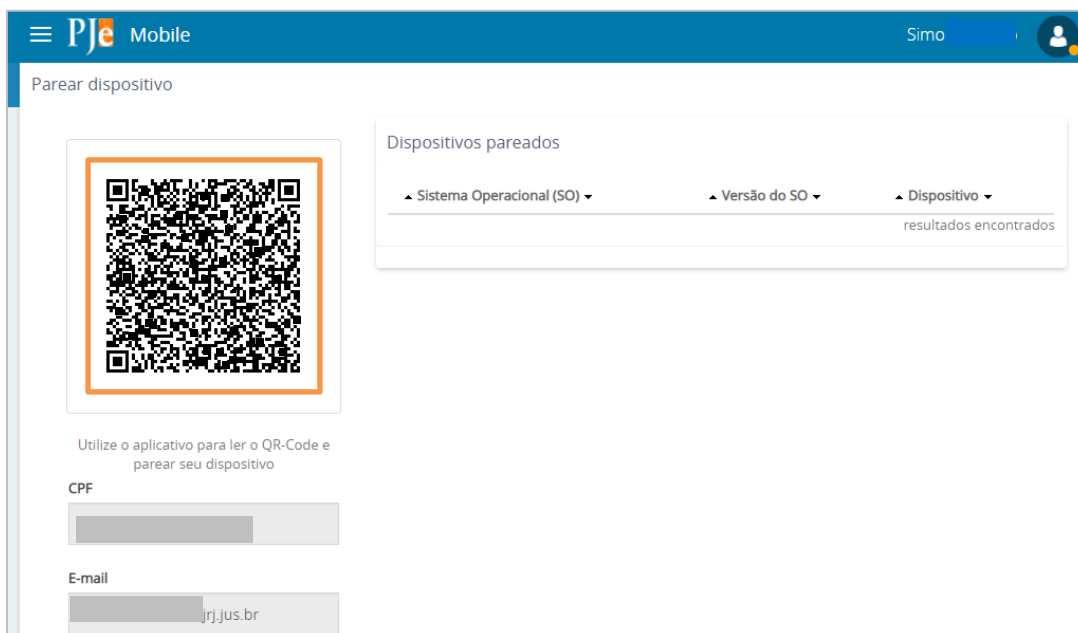 PJe Mobile
Simo
Parear dispositivo
Dispositivos pareados
Sistema Operacional (SO) Versão do SO Dispositivo
resultados encontrados
Utilize o aplicativo para ler o QR-Code e
parear seu dispositivo
CPF
E-mail
jrj.jus.br